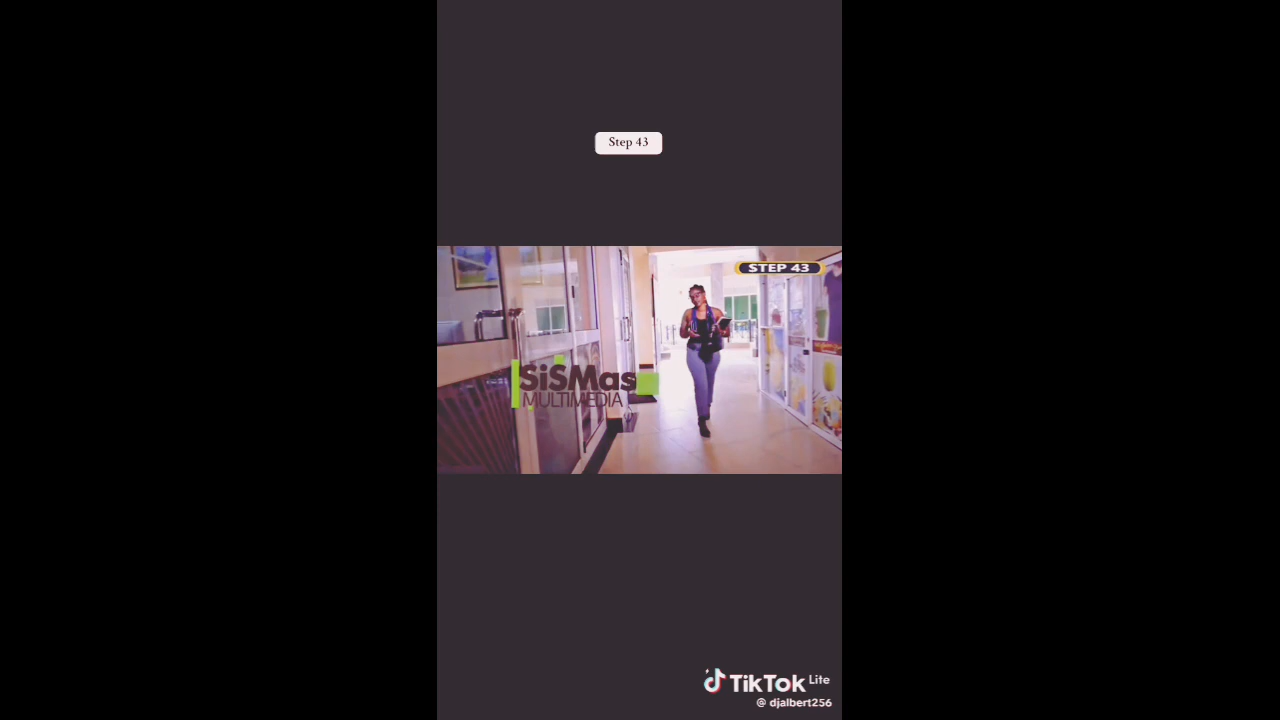 Step 43
STEP 43
SiSMas
MULTIMEDIA
TikTok Lite
@ djalbert256